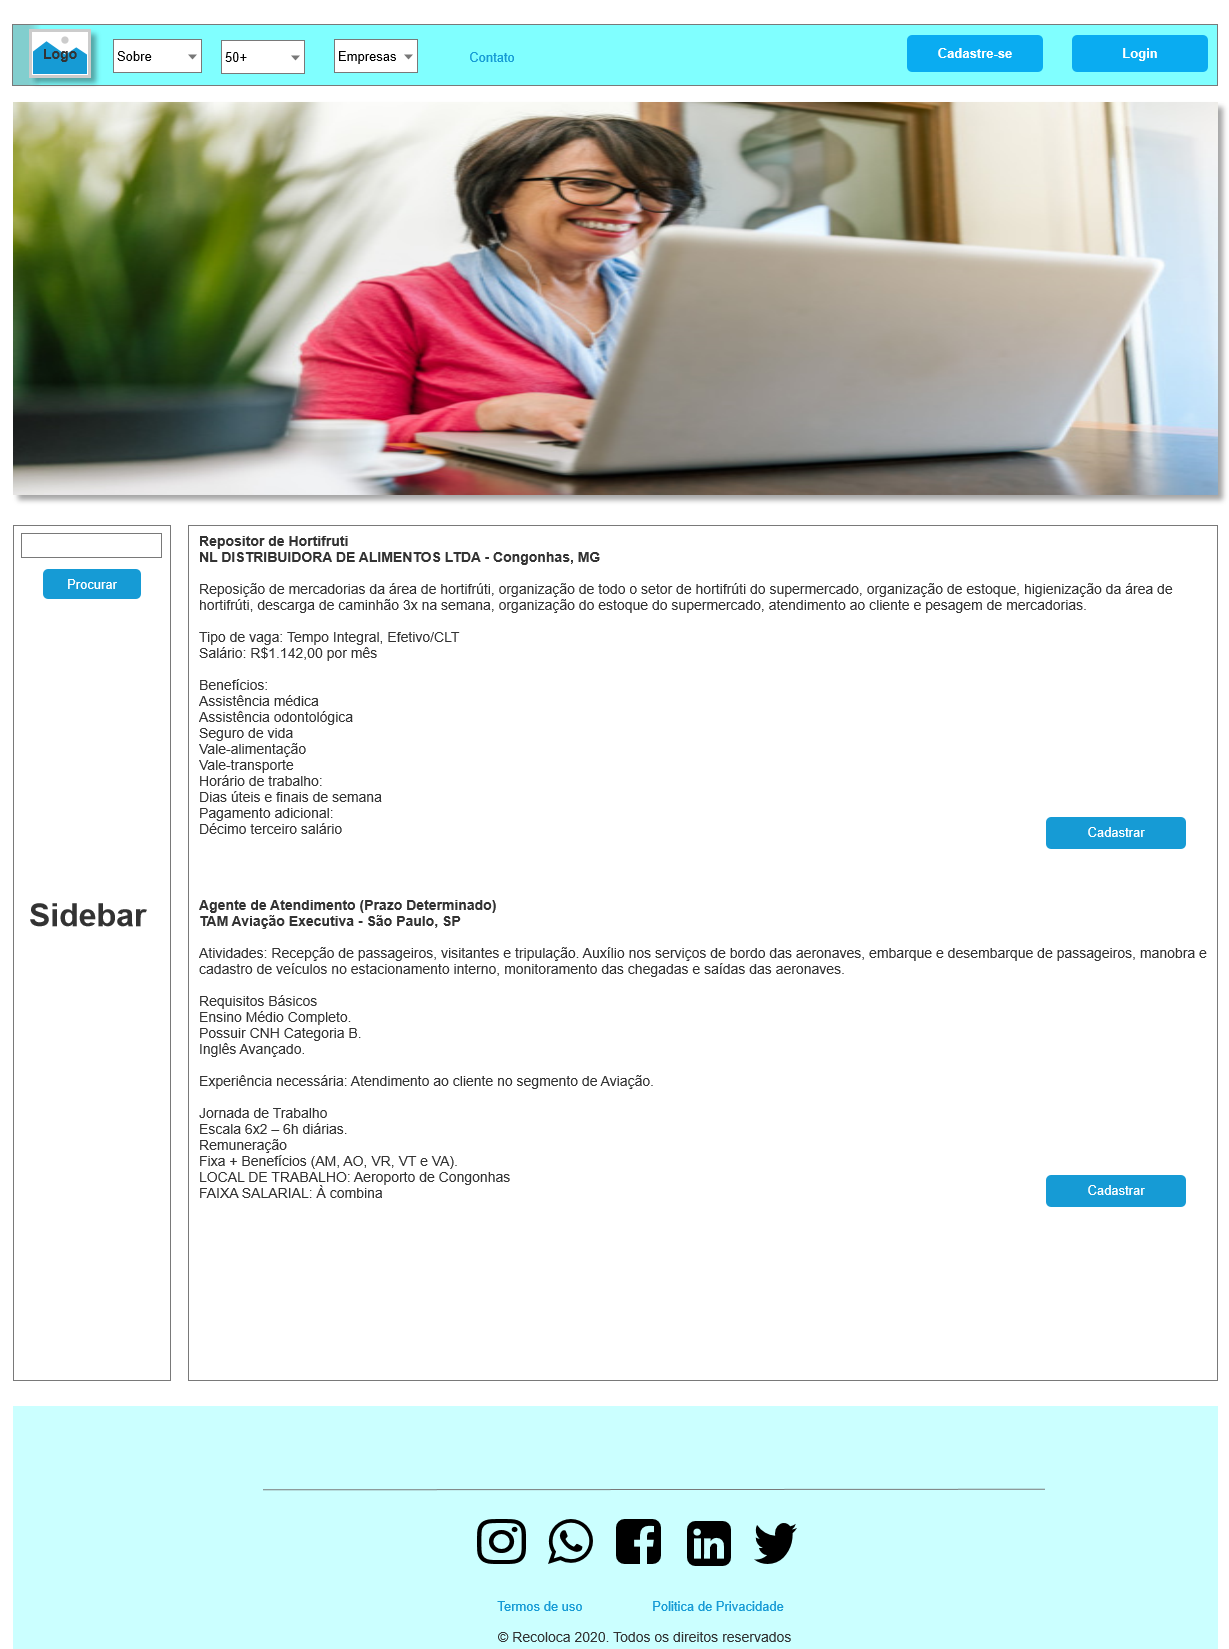 Logo
Sobre
50+
Empresas
Contato
Cadastre-se
Login
Procurar
Sidebar
Repositor de Hortifruti
NL DISTRIBUIDORA DE ALIMENTOS LTDA - Congonhas, MG
Reposição de mercadorias da área de hortifrúti, organização de todo o setor de hortifrúti do supermercado, organização de estoque, higienização da área de
hortifrúti, descarga de caminhão 3x na semana, organização do estoque do supermercado, atendimento ao cliente e pesagem de mercadorias.
Tipo de vaga: Tempo Integral, Efetivo/CLT
Salário: R$1.142,00 por mês
Benefícios:
Assistência médica
Assistência odontológica
Seguro de vida
Vale-alimentação
Vale-transporte
Horário de trabalho:
Dias úteis e finais de semana
Pagamento adicional:
Décimo terceiro salário
Cadastrar
Agente de Atendimento (Prazo Determinado)
TAM Aviação Executiva - São Paulo, SP
Atividades: Recepção de passageiros, visitantes e tripulação. Auxílio nos serviços de bordo das aeronaves, embarque e desembarque de passageiros, manobra e
cadastro de veículos no estacionamento interno, monitoramento das chegadas e saídas das aeronaves.
Requisitos Básicos
Ensino Médio Completo.
Possuir CNH Categoria B.
Inglês Avançado.
Experiência necessária: Atendimento ao cliente no segmento de Aviação.
Jornada de Trabalho
Escala 6x2 – 6h diárias.
Remuneração
Fixa + Benefícios (AM, AO, VR, VT e VA).
LOCAL DE TRABALHO: Aeroporto de Congonhas
FAIXA SALARIAL: À combina
Cadastrar
Termos de uso
Politica de Privacidade
© Recoloca 2020. Todos os direitos reservados